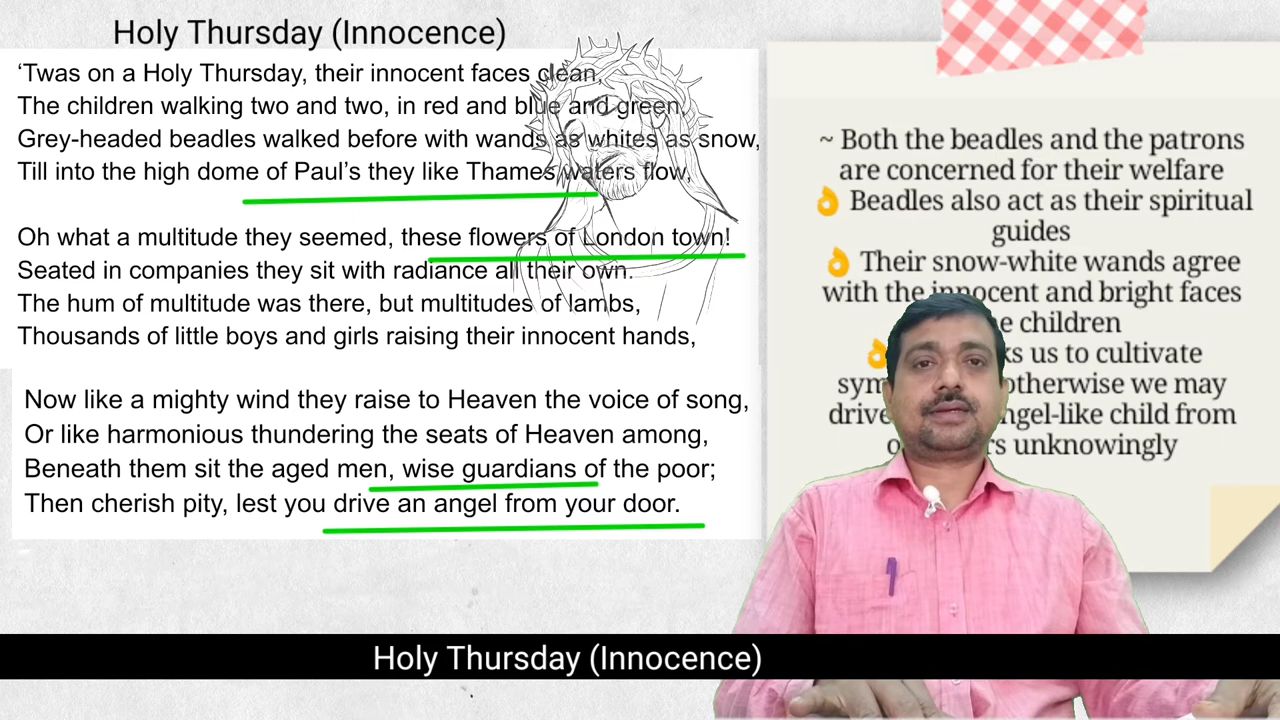 Holy Thursday (Innocence)
‘Twas on a Holy Thursday, their innocent faces clean,
The children walking two and two, in red and blue and green,
Grey-headed beadles walked before with wands as whites as snow,
Till into the high dome of Paul’s they like Thames waters flow,
Oh what a multitude they seemed, these flowers of London town!
Seated in companies they sit with radiance all their own.
The hum of multitude was there, but multitudes of lambs,
Thousands of little boys and girls raising their innocent hands,
Now like a mighty wind they raise to Heaven the voice of song,
Or like harmonious thundering the seats of Heaven among,
Beneath them sit the aged men, wise guardians of the poor;
Then cherish pity, lest you drive an angel from your door.
~ Both the beadles and the patrons
are concerned for their welfare
👌 Beadles also act as their spiritual
guides
👌 Their snow-white wands agree
with the innocent and bright faces
children
👌 us to cultivate
otherwise we may
drive child from
unknowingly
Holy Thursday (Innocence)